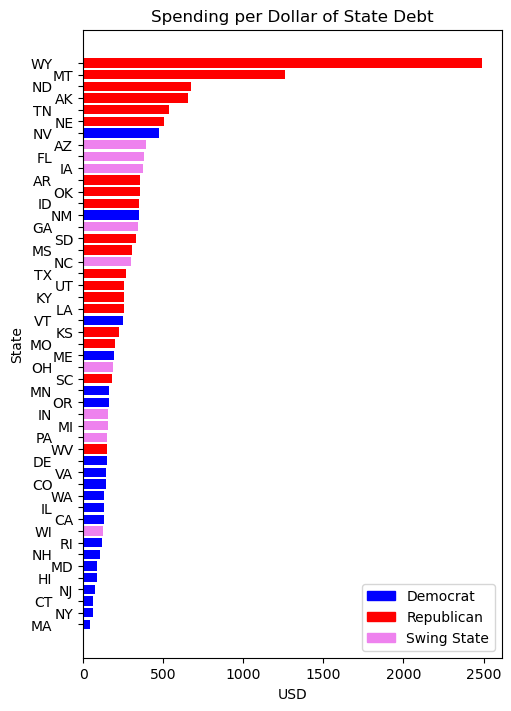 Spending per Dollar of State Debt
WY
MT
ND
AK
TN
NE
NV
AZ
FL
IA
AR
OK
ID
NM
GA
SD
MS
NC
TX
UT
KY
LA
VT
KS
MO
ME
OH
SC
MN
OR
IN
MI
PA
WV
DE
VA
CO
WA
IL
CA
WI
RI
NH
MD
HI
NJ
CT
NY
MA
State
Democrat
Republican
Swing State
0 500 1000 1500 2000 2500
USD